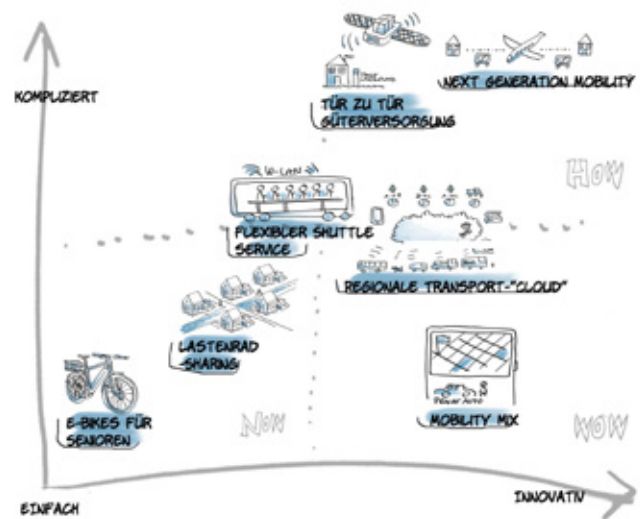 KOMPLIZIERT
NEXT GENERATION MOBILITY
TÜR ZU TÜR
GÜTERVERSORGUNG
HOW
W-LAN
FLEXIBLER SHUTTLE
SERVICE
REGIONALE TRANSPORT-"CLOUD"
LASTENRAD
-SHARING
E-BIKES FÜR
SENIOREN
NOW
MOBILITY MIX
WOW
EINFACH
INNOVATIV